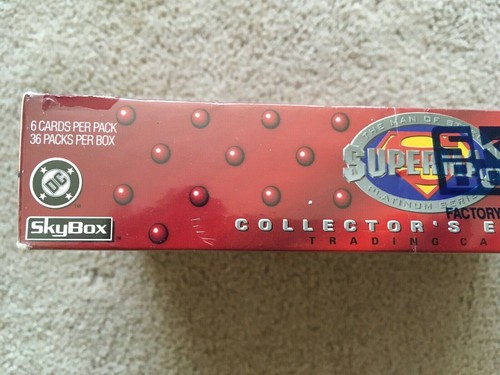 6 CARDS PER PACK
36 PACKS PER BOX
DC
SKYBOX
THE MAN OF
SUPER
PLATINUM SERIES
FACTORY
COLLECTOR'S E
TRADING CA